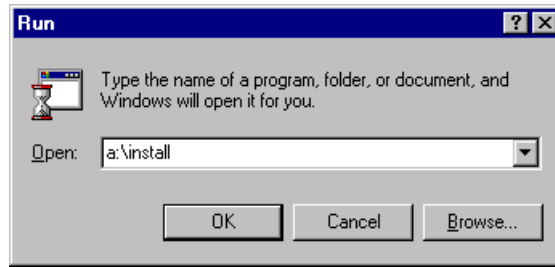 Run
Type the name of a program, folder, or document, and
Windows will open it for you.
Open: a:\install
OK Cancel Browse...